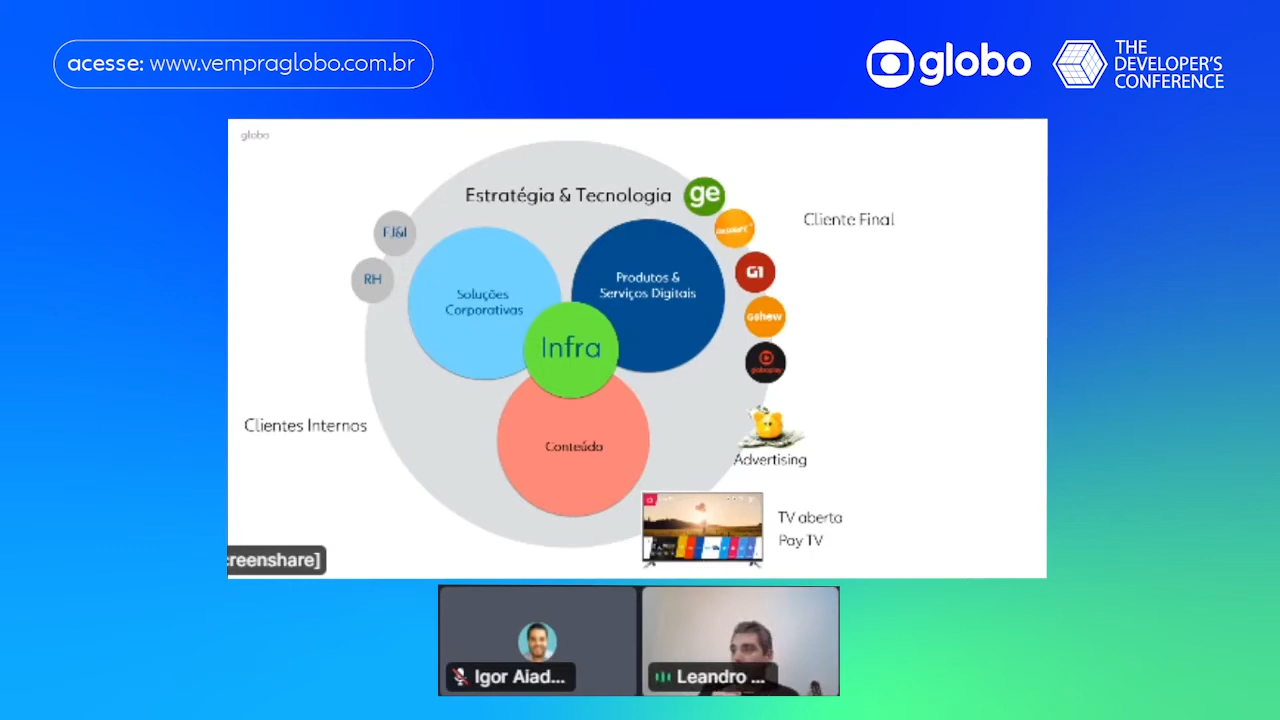 acesse: www.vempraglobo.com.br
globo
THE
DEVELOPER'S
CONFERENCE
globo
Estratégia & Tecnologia
ge
Cliente Final
FJ&I
G1
RH
Produtos &
Serviços Digitais
Soluções
Corporativas
gshow
Infra
globoplay
Clientes Internos
Conteúdo
Advertising
TV aberta
Pay TV
creenshare]
Igor Aiad...
Leandro ...